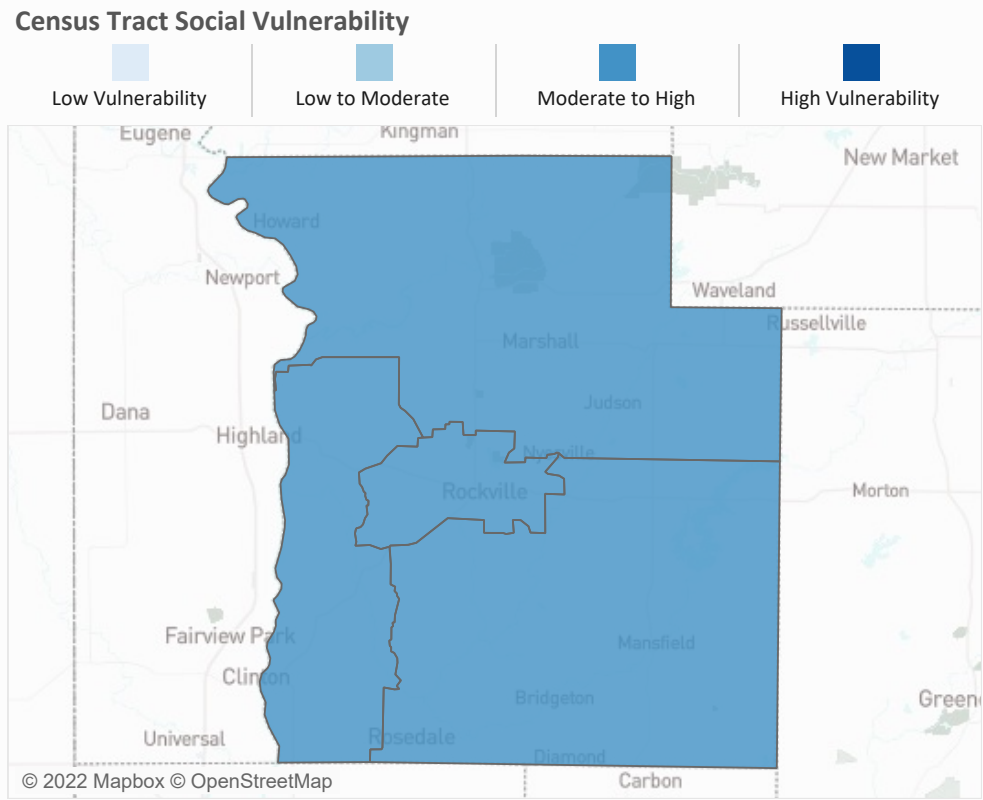 Census Tract Social Vulnerability
Low Vulnerability
Low to Moderate
Moderate to High
High Vulnerability
Eugene
Kingman
New Market
Howard
Newport
Waveland
Russellville
Marshall
Judson
Dana
Highland
Nyesville
Rockville
Morton
Fairview Park
Mansfield
Clinton
Bridgeton
Green
Universal
Rosedale
Diamond
Carbon
© 2022 Mapbox © OpenStreetMap